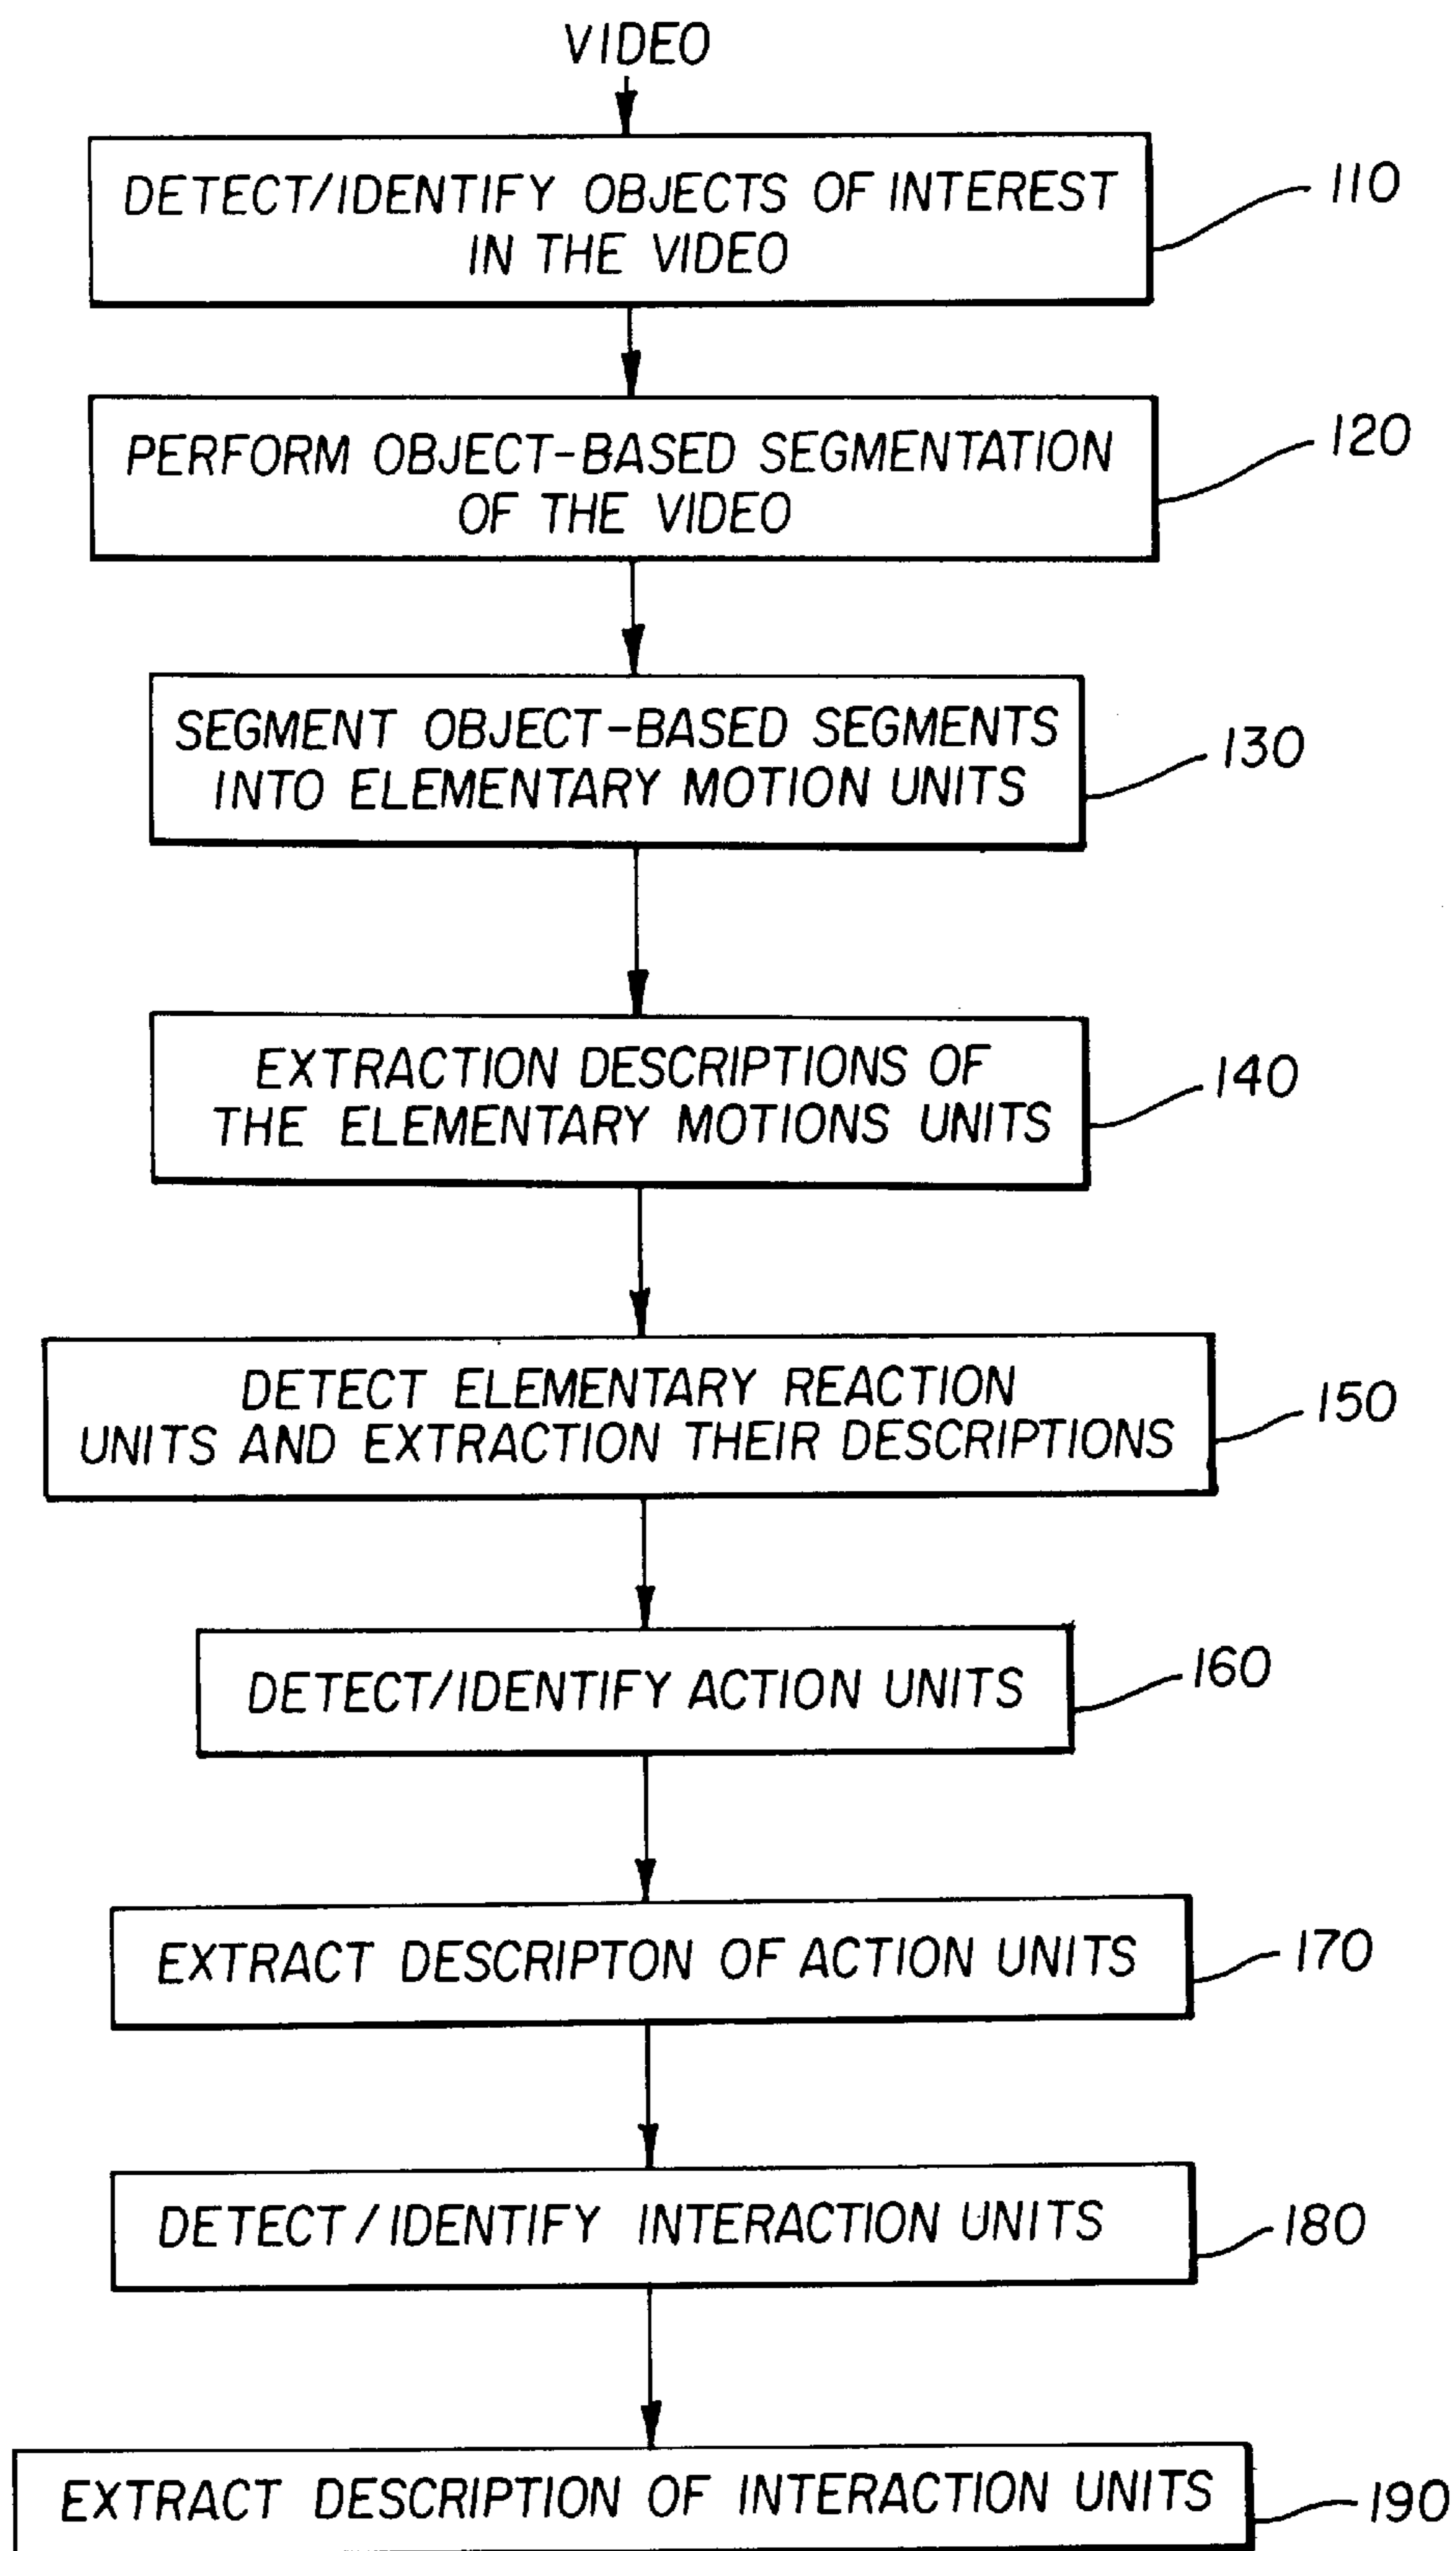 VIDEO
DETECT/IDENTIFY OBJECTS OF INTEREST
IN THE VIDEO
110
PERFORM OBJECT-BASED SEGMENTATION
OF THE VIDEO
120
SEGMENT OBJECT-BASED SEGMENTS
INTO ELEMENTARY MOTION UNITS
130
EXTRACTION DESCRIPTIONS OF
THE ELEMENTARY MOTIONS UNITS
140
DETECT ELEMENTARY REACTION
UNITS AND EXTRACTION THEIR DESCRIPTIONS
150
DETECT/IDENTIFY ACTION UNITS
160
EXTRACT DESCRIPTON OF ACTION UNITS
170
DETECT/IDENTIFY INTERACTION UNITS
180
EXTRACT DESCRIPTION OF INTERACTION UNITS
190